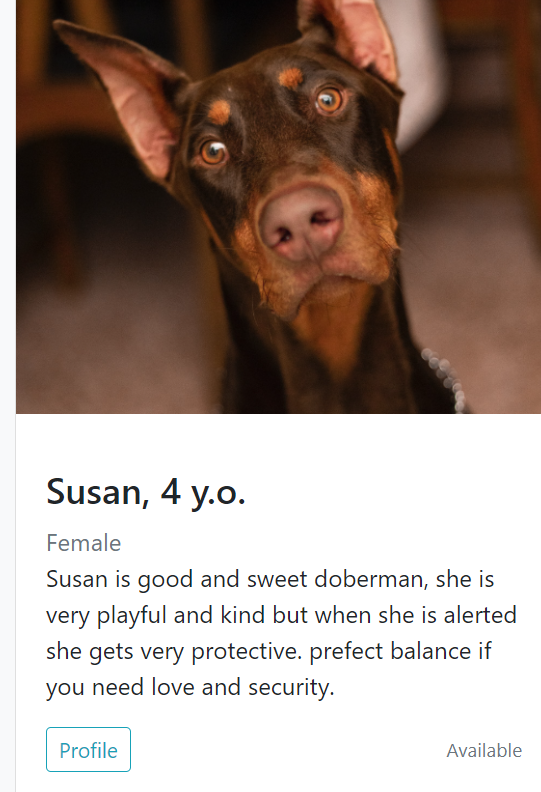 Susan, 4 y.o.
Female
Susan is good and sweet doberman, she is
very playful and kind but when she is alerted
she gets very protective. prefect balance if
you need love and security.
Profile
Available